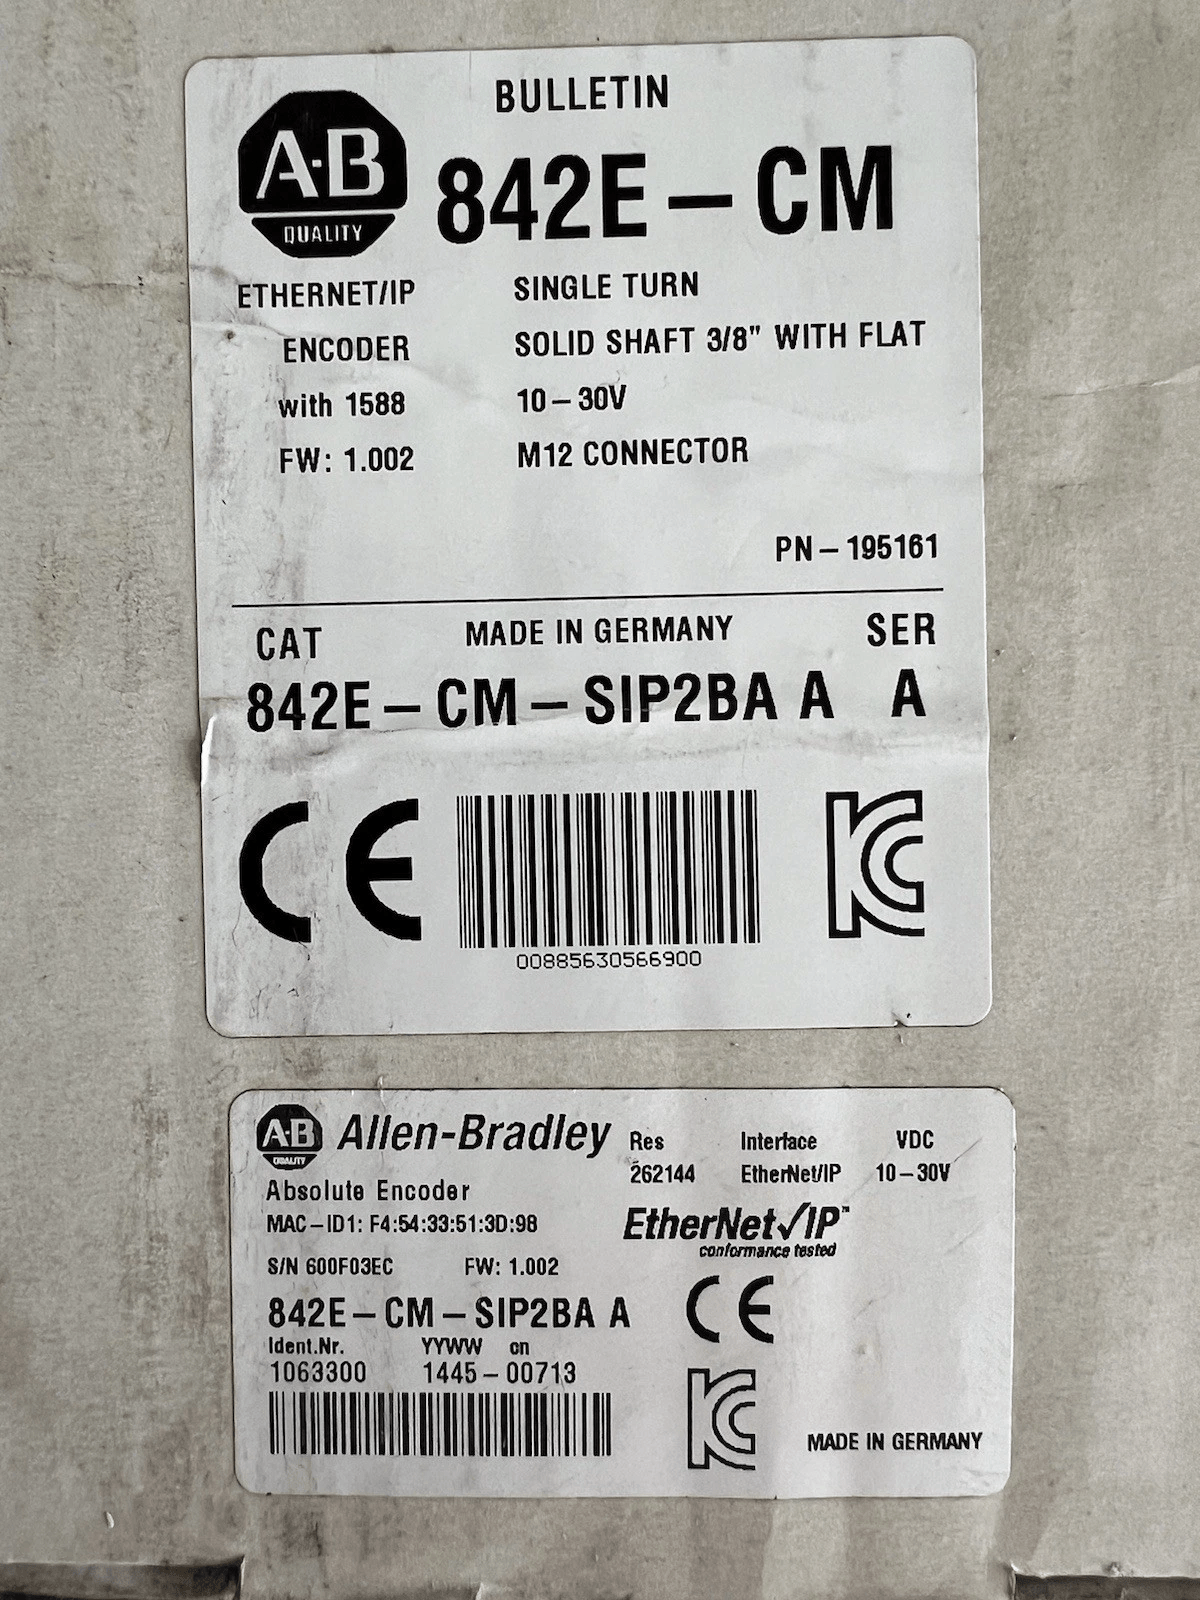 BULLETIN
A-B
QUALITY
842E – CM
ETHERNET/IP SINGLE TURN
ENCODER SOLID SHAFT 3/8" WITH FLAT
with 1588 10 – 30V
FW: 1.002 M12 CONNECTOR
PN – 195161
CAT MADE IN GERMANY SER
842E – CM – SIP2BA A A
CE
KC
00885630566900
A-B
QUALITY
Allen-Bradley Res Interface VDC
262144 EtherNet/IP 10 – 30V
Absolute Encoder
MAC – ID1: F4:54:33:51:3D:98
EtherNet/IP™
conformance tested
S/N 600F03EC FW: 1.002
842E – CM – SIP2BA A
CE
Ident.Nr. YYWW cn
1063300 1445 – 00713
KC
MADE IN GERMANY